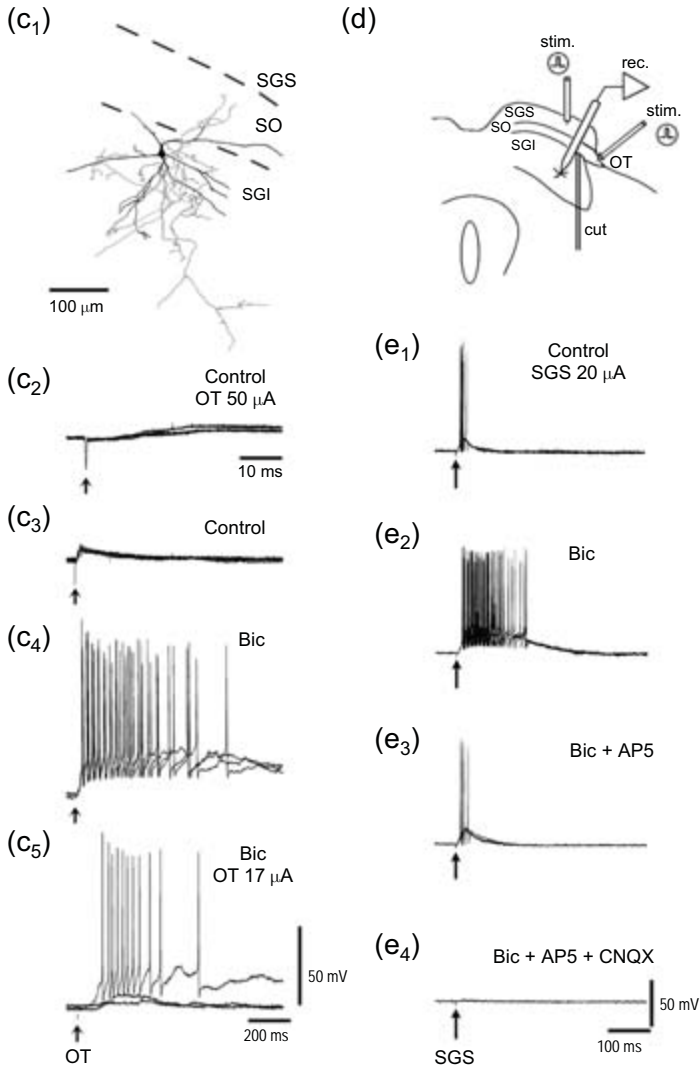 (c₁)
SGS
SO
SGI
100 μm
(c₂)
Control
OT 50 μA
10 ms
(c₃)
Control
(c₄)
Bic
(c₅)
Bic
OT 17 μA
50 mV
200 ms
OT
(d)
stim.
rec.
stim.
SGS
SO
SGI
OT
cut
(e₁)
Control
SGS 20 μA
(e₂)
Bic
(e₃)
Bic + AP5
(e₄)
Bic + AP5 + CNQX
50 mV
100 ms
SGS